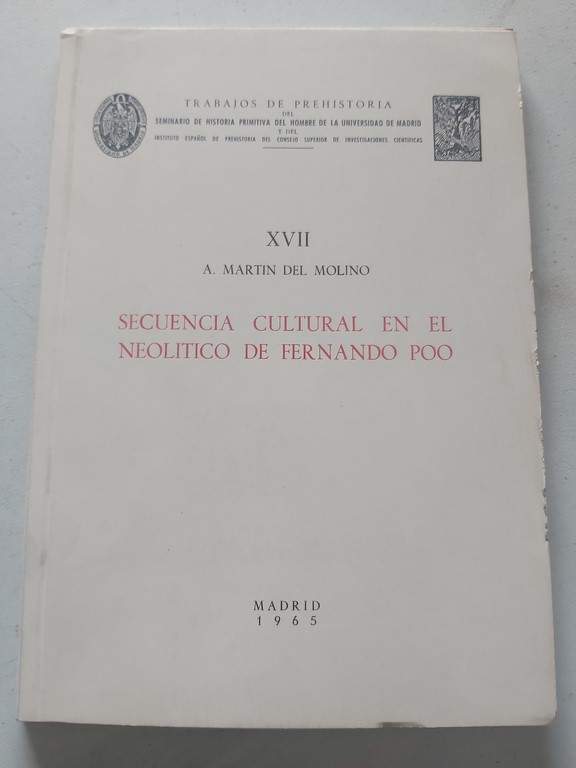 TRABAJOS DE PREHISTORIA
DEL
SEMINARIO DE HISTORIA PRIMITIVA DEL HOMBRE DE LA UNIVERSIDAD DE MADRID
Y DEL
INSTITUTO ESPAÑOL DE PREHISTORIA DEL CONSEJO SUPERIOR DE INVESTIGACIONES CIENTIFICAS
XVII
A. MARTIN DEL MOLINO
SECUENCIA CULTURAL EN EL
NEOLITICO DE FERNANDO POO
MADRID
1965